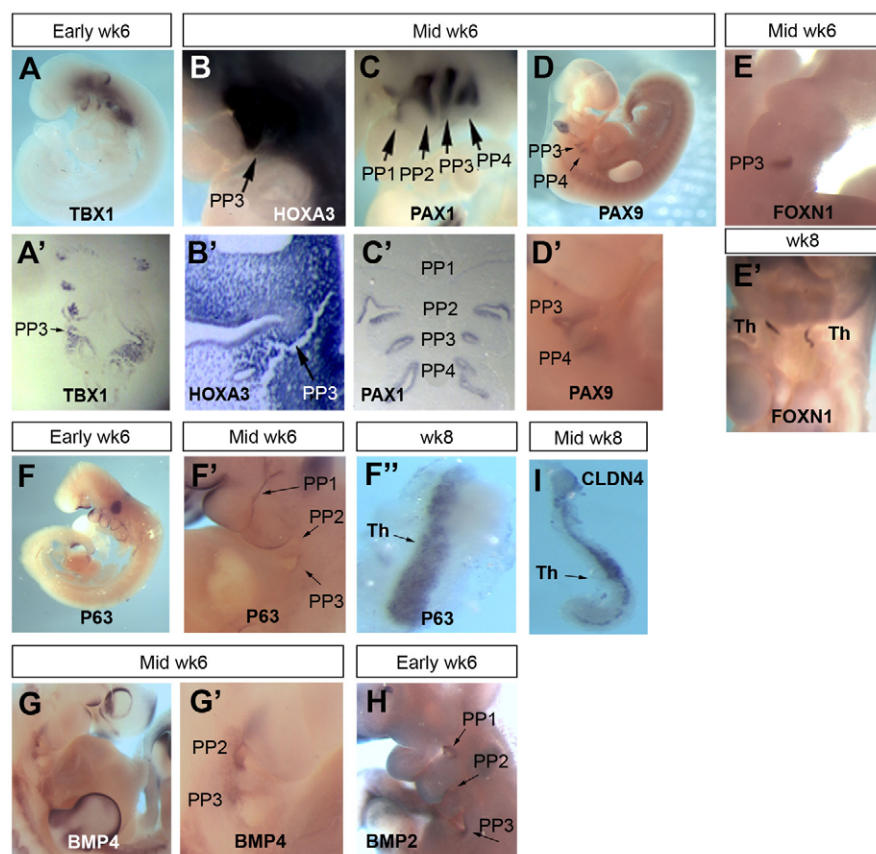 Early wk6
Mid wk6
Mid wk6
A
TBX1
B
PP3
HOXA3
C
PP1
PP2
PP3
PP4
PAX1
D
PP3
PP4
PAX9
E
PP3
FOXN1
A'
PP3
TBX1
B'
HOXA3
PP3
C'
PP1
PP2
PP3
PP4
PAX1
D'
PP3
PP4
PAX9
wk8
E'
Th
Th
FOXN1
Early wk6
Mid wk6
wk8
Mid wk8
F
P63
F'
PP1
PP2
PP3
P63
F''
Th
P63
I
CLDN4
Th
Mid wk6
Early wk6
G
BMP4
G'
PP2
PP3
BMP4
H
PP1
PP2
PP3
BMP2